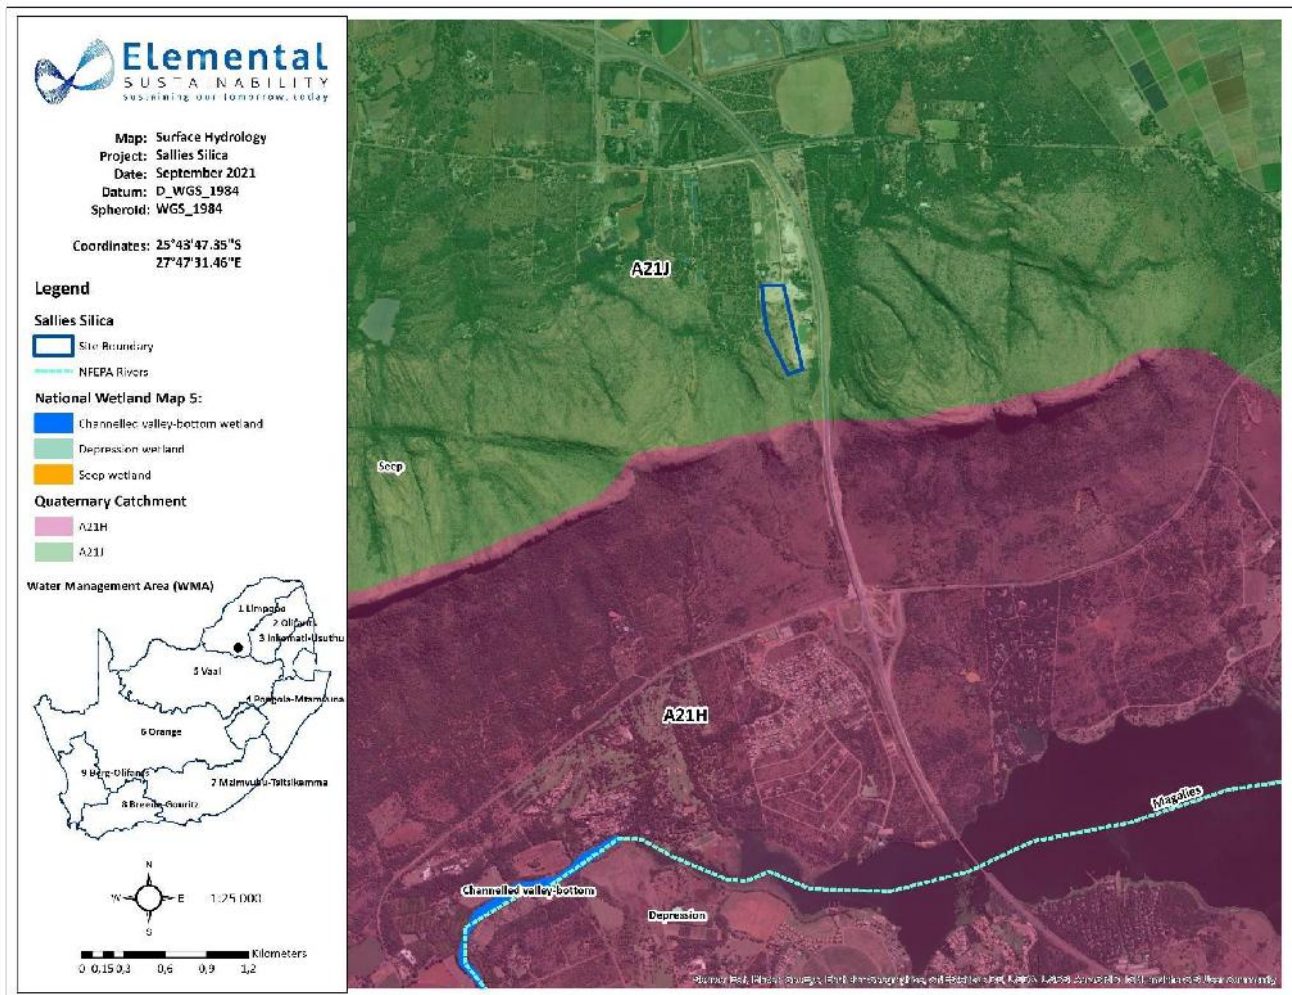 Elemental
SUSTAINABILITY
sustaining our tomorrow, today
Map: Surface Hydrology
Project: Sallies Silica
Date: September 2021
Datum: D_WGS_1984
Spheroid: WGS_1984
Coordinates: 25°43'47.35"S
27°47'31.46"E
Legend
Sallies Silica
Site Boundary
NFEPA Rivers
National Wetland Map 5:
Channelled valley-bottom wetland
Depression wetland
Seep wetland
Quaternary Catchment
A21H
A21J
Water Management Area (WMA)
1 Limpopo
2 Olifants
3 Inkomati-Usuthu
5 Vaal
4 Pongola-Mtamvuna
6 Orange
9 Berg-Olifants
7 Mzimvubu-Tsitsikamma
8 Breede-Gouritz
N
W E
S
1:25 000
Kilometers
0 0,15 0,3 0,6 0,9 1,2
A21J
Seep
A21H
Magalies
Channelled valley-bottom
Depression